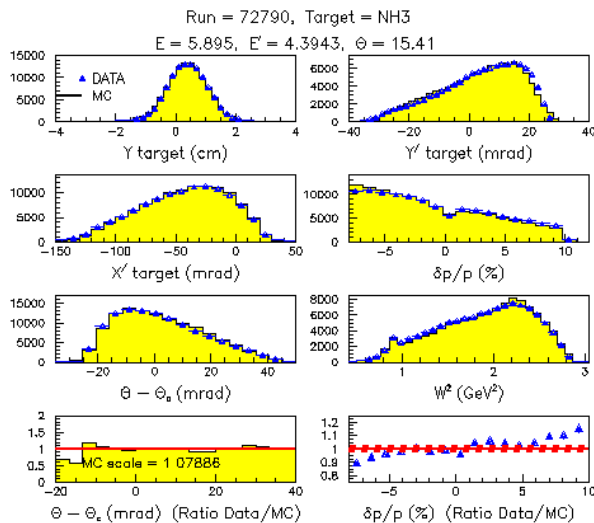 Run = 72790, Target = NH3
E = 5.895, E' = 4.3943, Θ = 15.41
15000
10000
5000
0
DATA
MC
−4 −2 0 2 4
Y target (cm)
6000
4000
2000
0
−40 −20 0 20 40
Y' target (mrad)
10000
5000
0
−150 −100 −50 0 50
X' target (mrad)
10000
5000
0
−5 0 5 10
δp/p (%)
15000
10000
5000
0
−20 0 20 40
Θ − Θₒ (mrad)
8000
6000
4000
2000
0
1 2 3
W² (GeV²)
2
1.5
1
0.5
0
MC scale = 1.07886
−20 −10 0 10 20 30 40
Θ − Θₒ (mrad) (Ratio Data/MC)
1.2
1.1
1
0.9
−5 0 5 10
δp/p (%) (Ratio Data/MC)